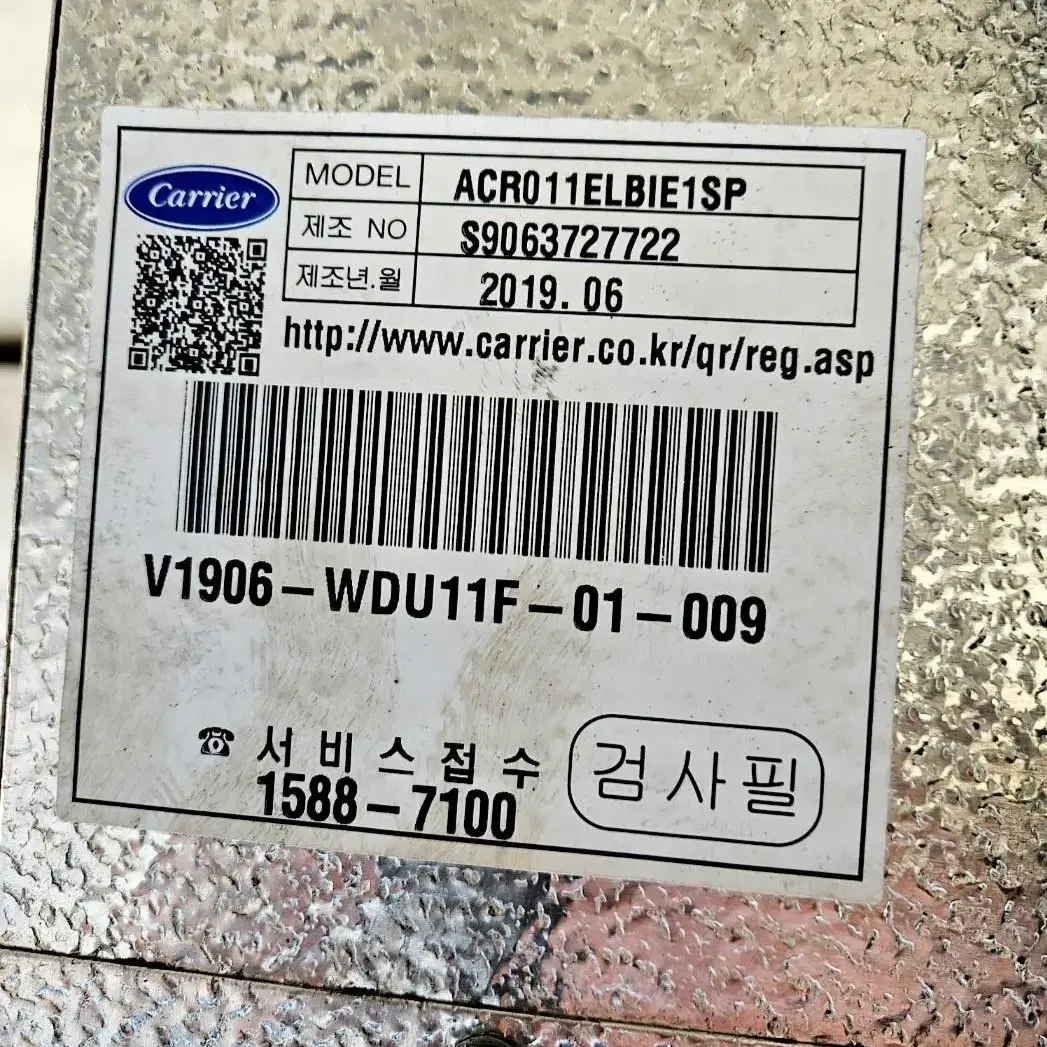 Carrier
MODEL ACR011ELBIE1SP
제조 NO S9063727722
제조년.월 2019. 06
http://www.carrier.co.kr/qr/reg.asp
V1906-WDU11F-01-009
☎ 서비스접수 검사필
1588-7100